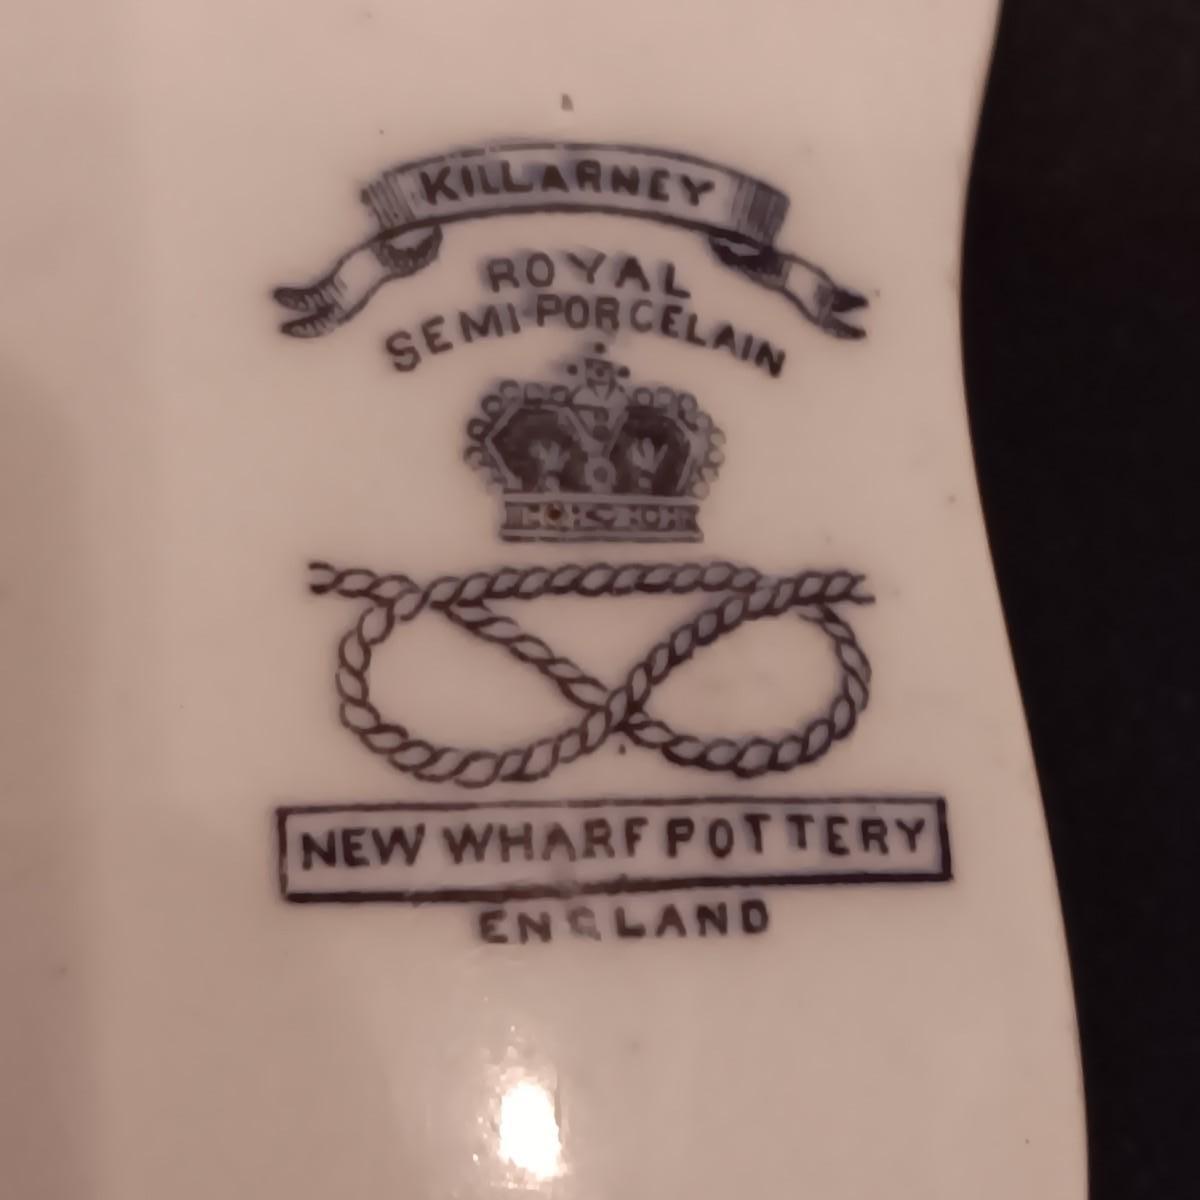 KILLARNEY
ROYAL
SEMI-PORCELAIN
NEW WHARF POTTERY
ENGLAND